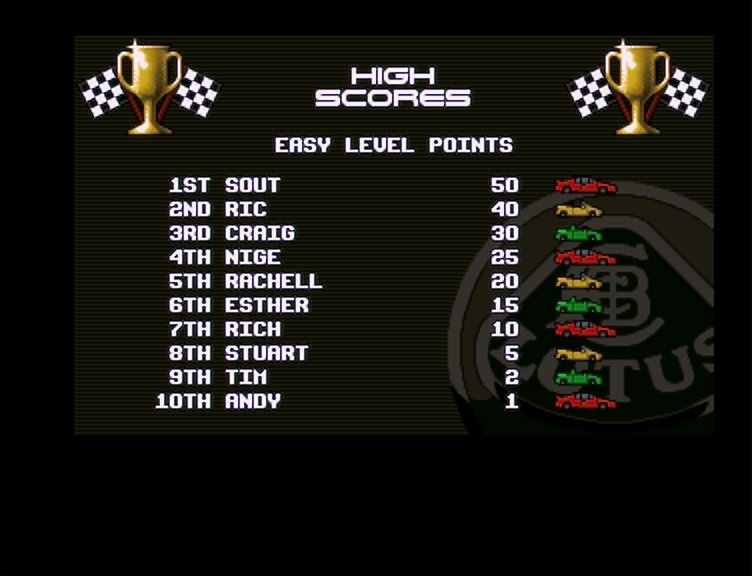 HIGH
SCORES
EASY LEVEL POINTS
1ST SOUT 50
2ND RIC 40
3RD CRAIG 30
4TH NIGE 25
5TH RACHELL 20
6TH ESTHER 15
7TH RICH 10
8TH STUART 5
9TH TIM 2
10TH ANDY 1
LOTUS